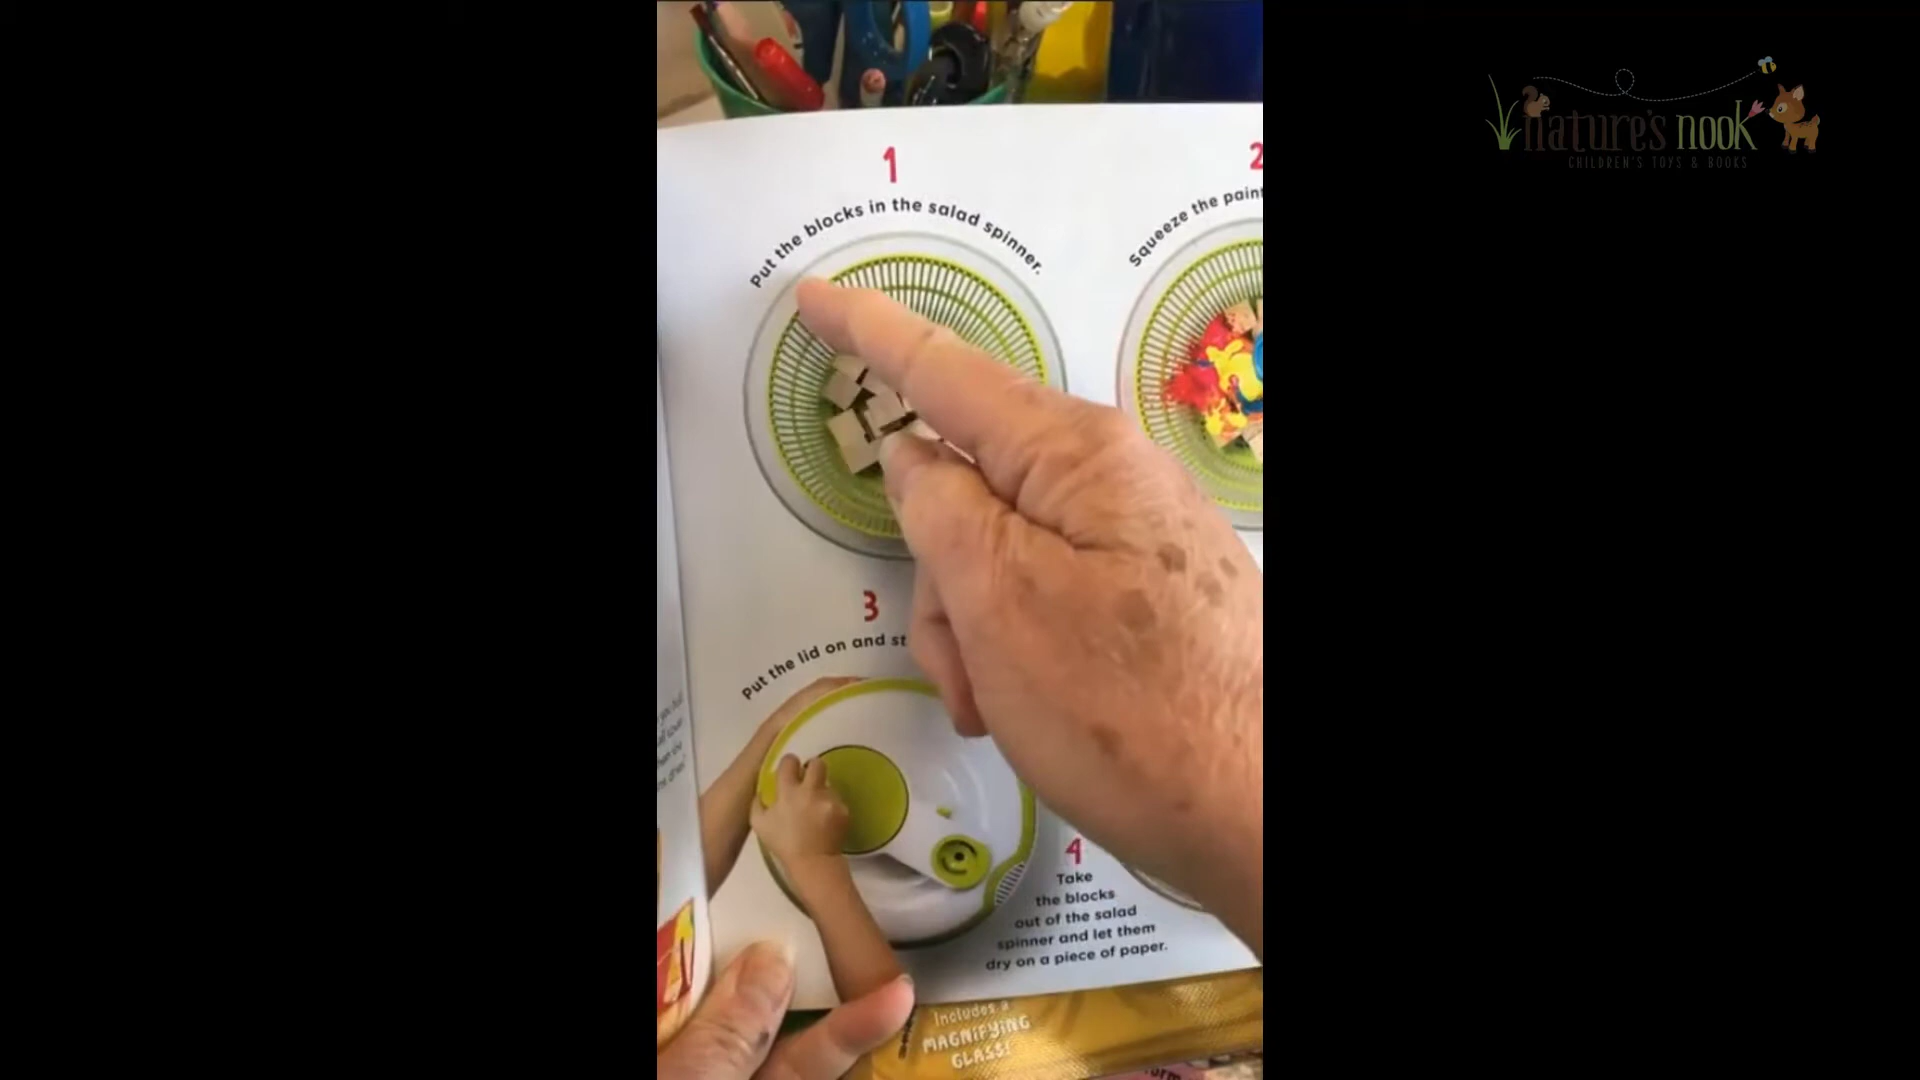 nature's nook
CHILDREN'S TOYS & BOOKS
1
Put the blocks in the salad spinner.
2
Squeeze the paint
3
Put the lid on and
4
Take
the blocks
out of the salad
spinner and let them
dry on a piece of paper.
Includes a
MAGNIFYING
GLASS!